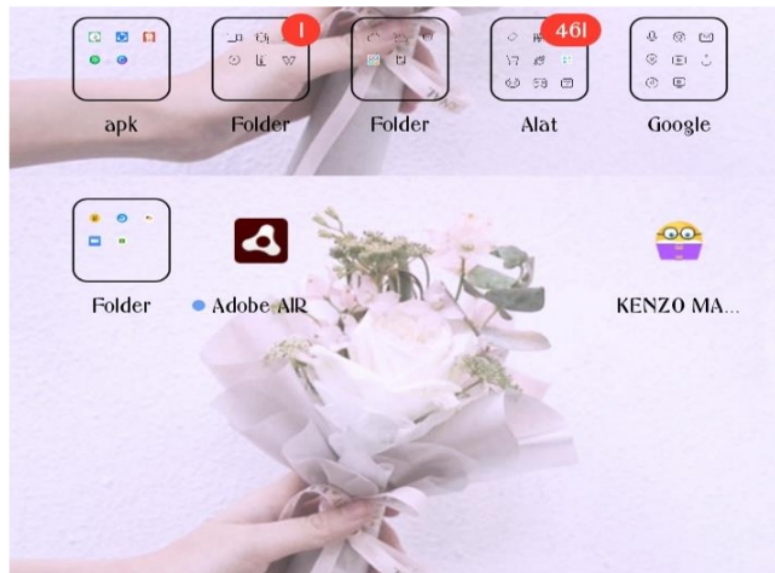 1
461
apk
Folder
Folder
Alat
Google
Folder
Adobe AIR
KENZO MA...